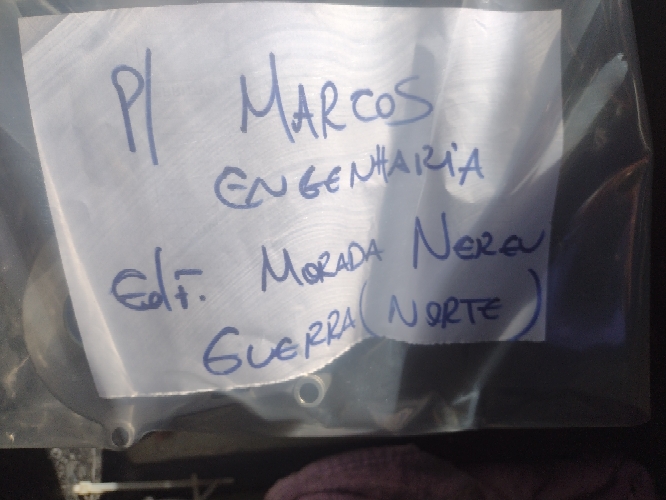 P/ MARCOS
ENGENHARIA
Edf. MORADA NEREU
GUERRA (NORTE)